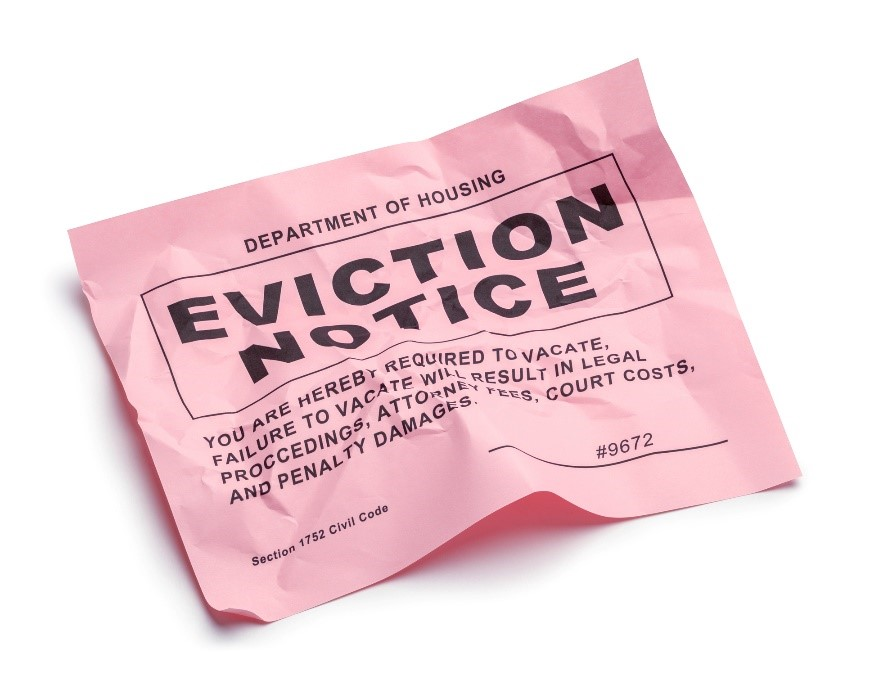 DEPARTMENT OF HOUSING
EVICTION
NOTICE
YOU ARE HEREBY REQUIRED TO VACATE,
FAILURE TO VACATE WILL RESULT IN LEGAL
PROCCEDINGS, ATTORNEY FEES, COURT COSTS,
AND PENALTY DAMAGES.
#9672
Section 1752 Civil Code